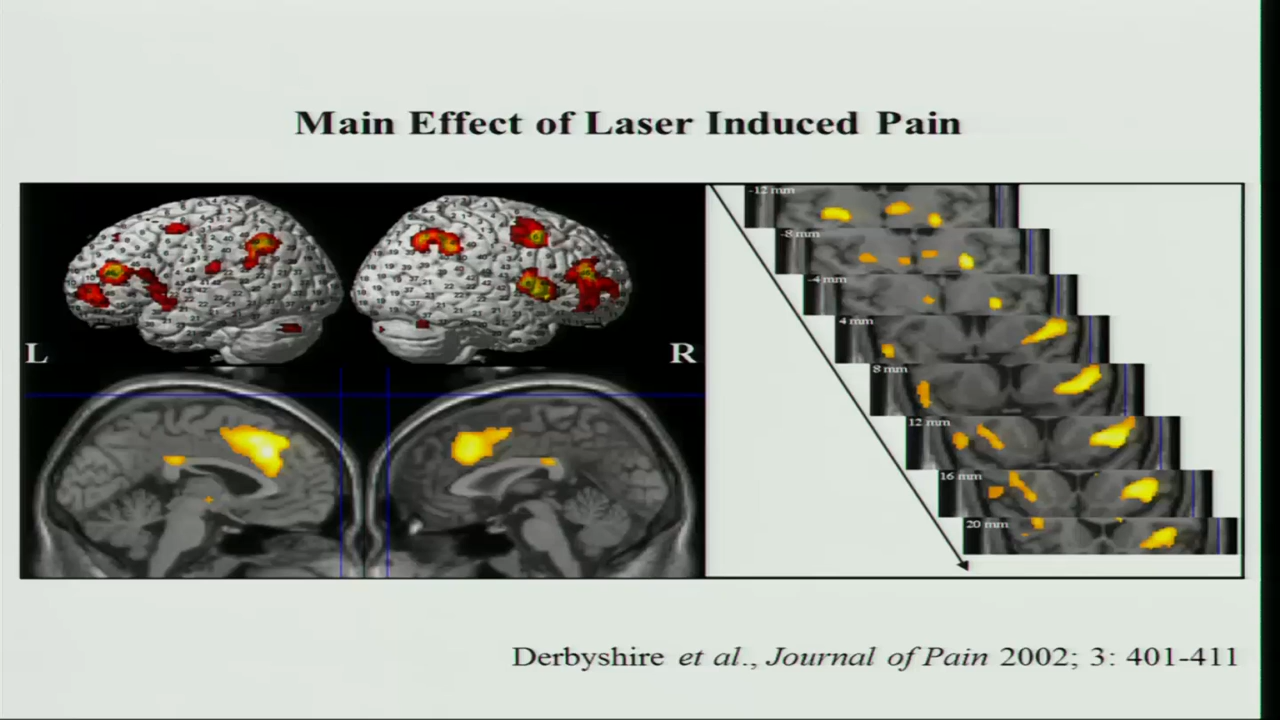 Main Effect of Laser Induced Pain
L
R
-12 mm
-8 mm
-4 mm
4 mm
8 mm
12 mm
16 mm
20 mm
Derbyshire et al., Journal of Pain 2002; 3: 401-411